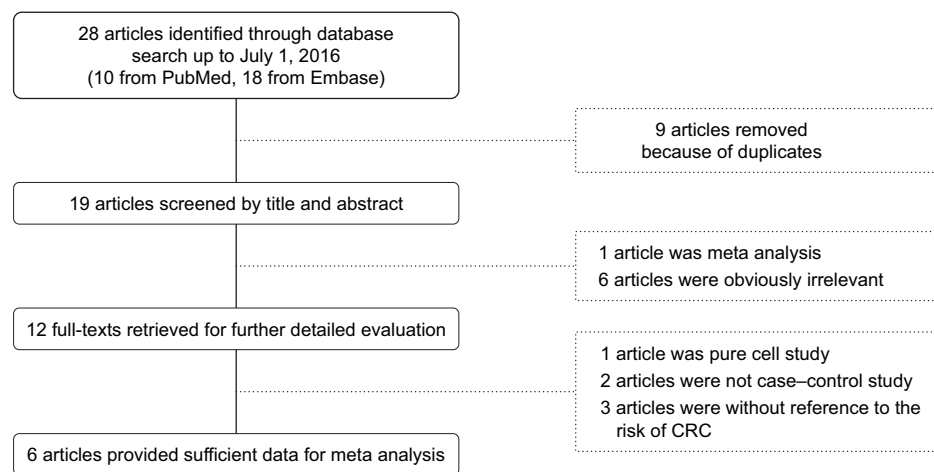 28 articles identified through database
search up to July 1, 2016
(10 from PubMed, 18 from Embase)
9 articles removed
because of duplicates
19 articles screened by title and abstract
1 article was meta analysis
6 articles were obviously irrelevant
12 full-texts retrieved for further detailed evaluation
1 article was pure cell study
2 articles were not case–control study
3 articles were without reference to the
risk of CRC
6 articles provided sufficient data for meta analysis